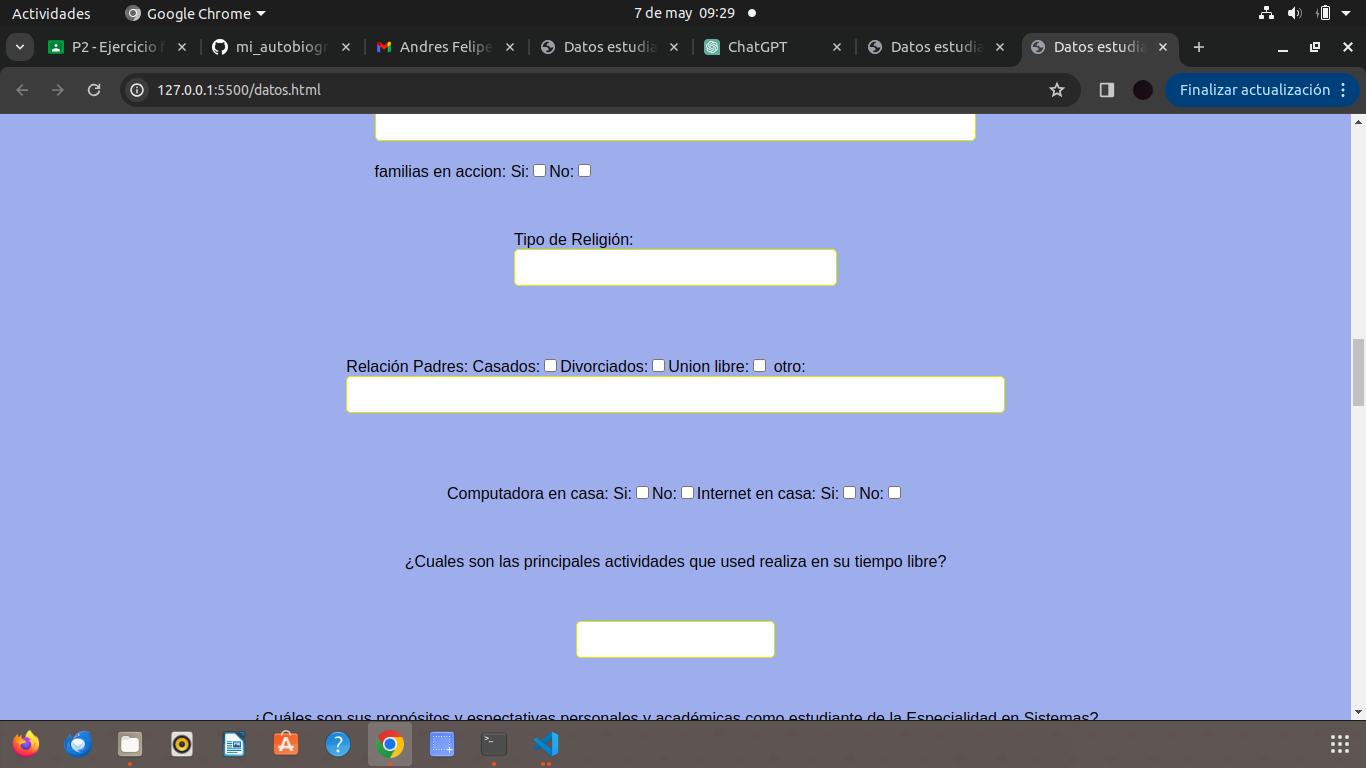 Actividades Google Chrome 7 de may 09:29
P2 - Ejercicio mi_autobiogr Andres Felipe Datos estudia ChatGPT Datos estudia Datos estudia
127.0.0.1:5500/datos.html Finalizar actualización
familias en accion: Si: No:
Tipo de Religión:
Relación Padres: Casados: Divorciados: Union libre: otro:
Computadora en casa: Si: No: Internet en casa: Si: No:
¿Cuales son las principales actividades que used realiza en su tiempo libre?
¿Cuáles son sus propósitos y espectativas personales y académicas como estudiante de la Especialidad en Sistemas?